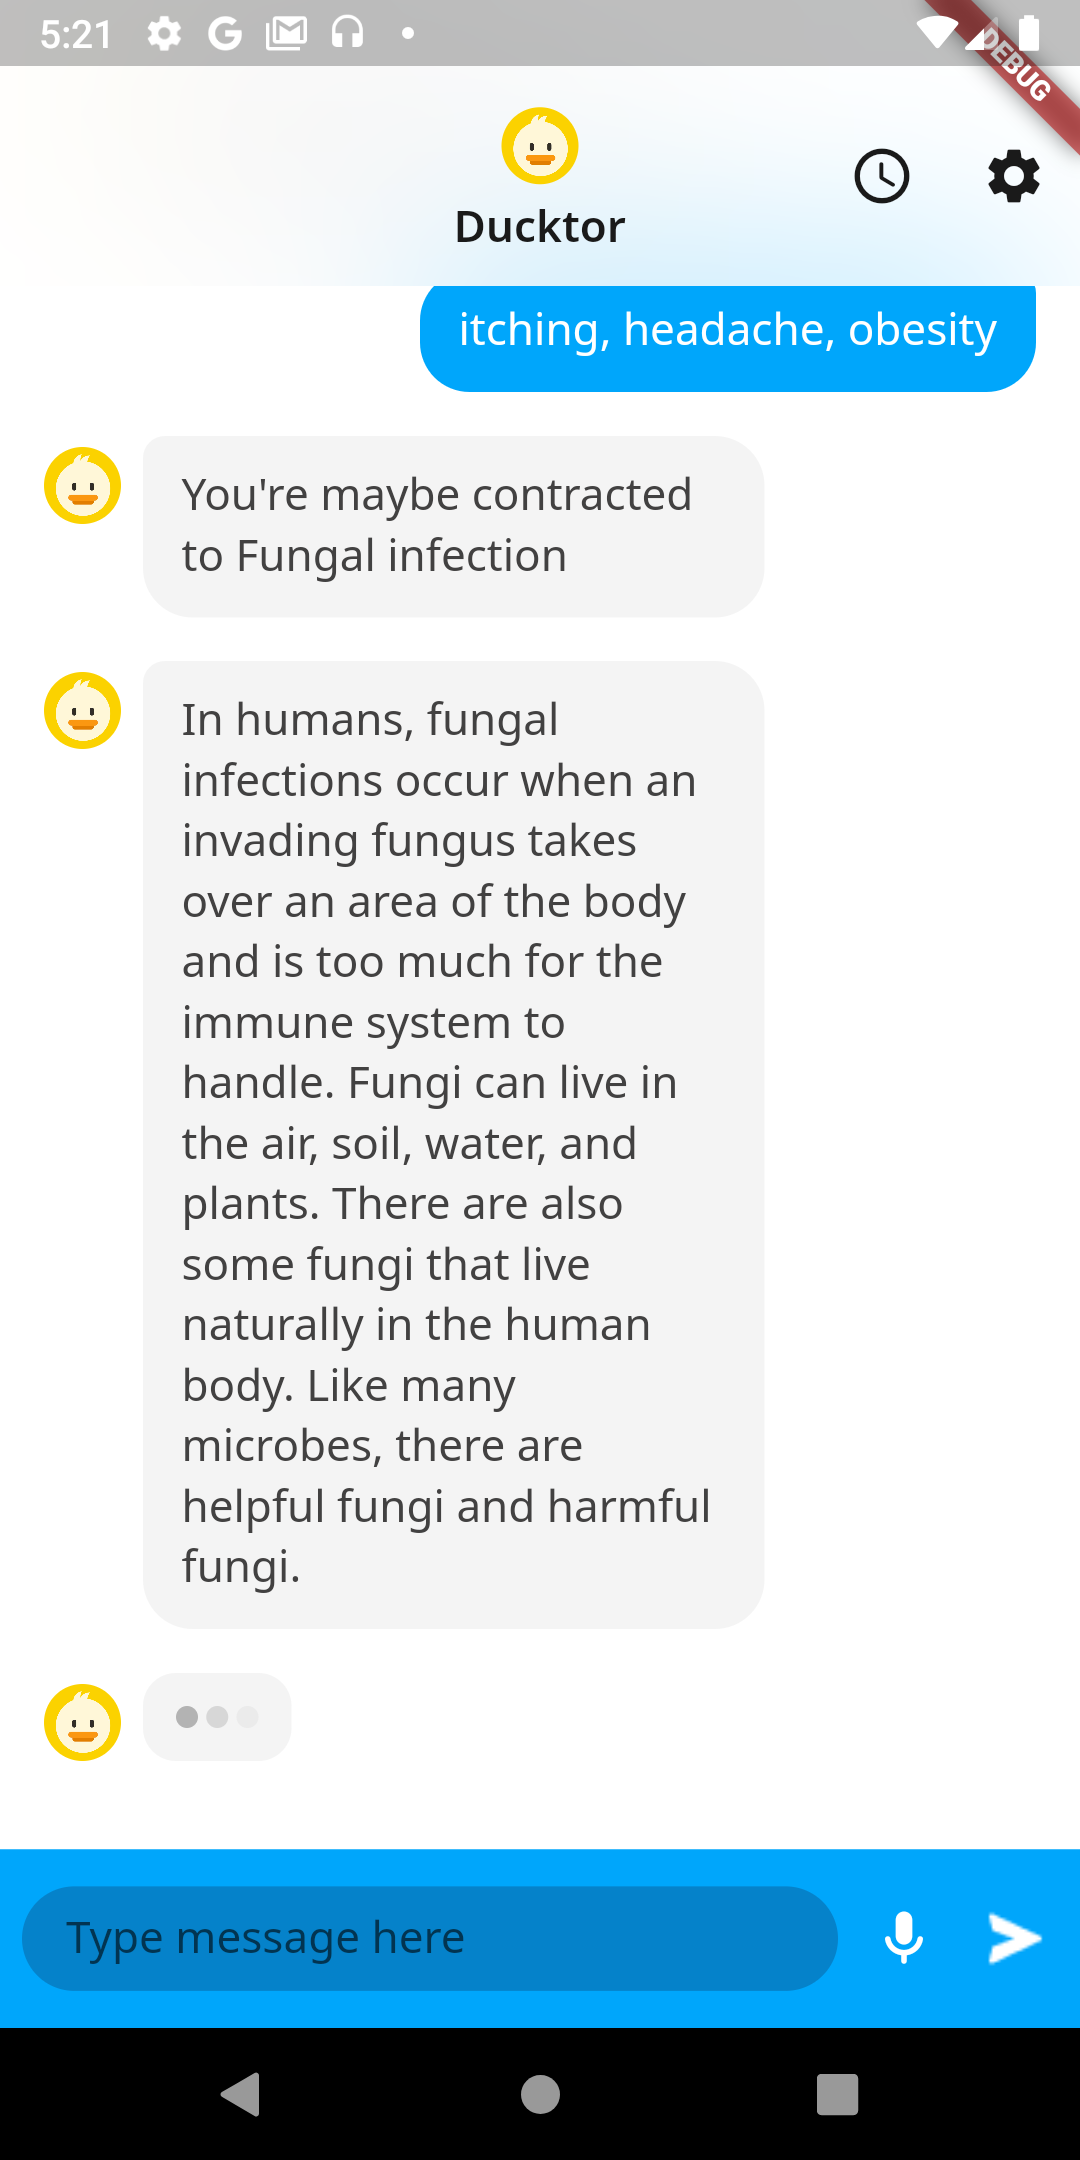 5:21
DEBUG
Ducktor
itching, headache, obesity
You're maybe contracted
to Fungal infection
In humans, fungal
infections occur when an
invading fungus takes
over an area of the body
and is too much for the
immune system to
handle. Fungi can live in
the air, soil, water, and
plants. There are also
some fungi that live
naturally in the human
body. Like many
microbes, there are
helpful fungi and harmful
fungi.
Type message here